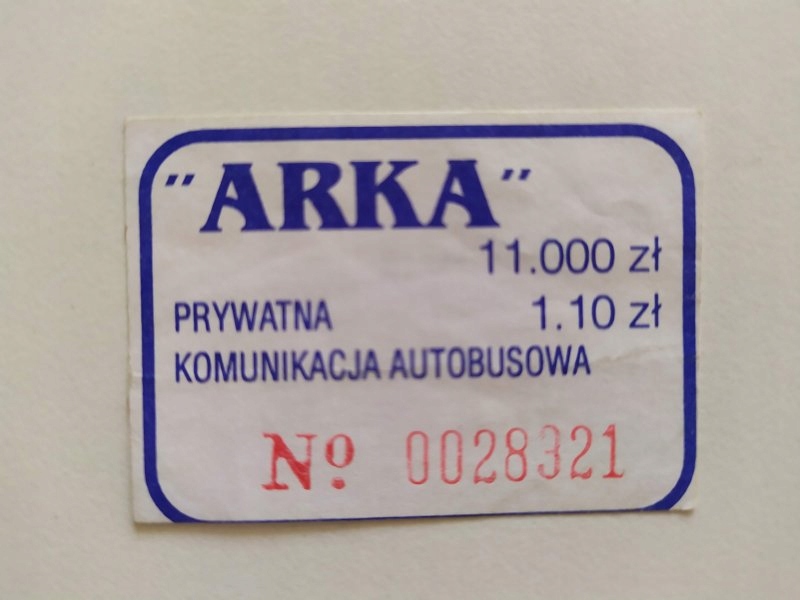 "ARKA"
11.000 zł
PRYWATNA 1.10 zł
KOMUNIKACJA AUTOBUSOWA
Nº 0028321